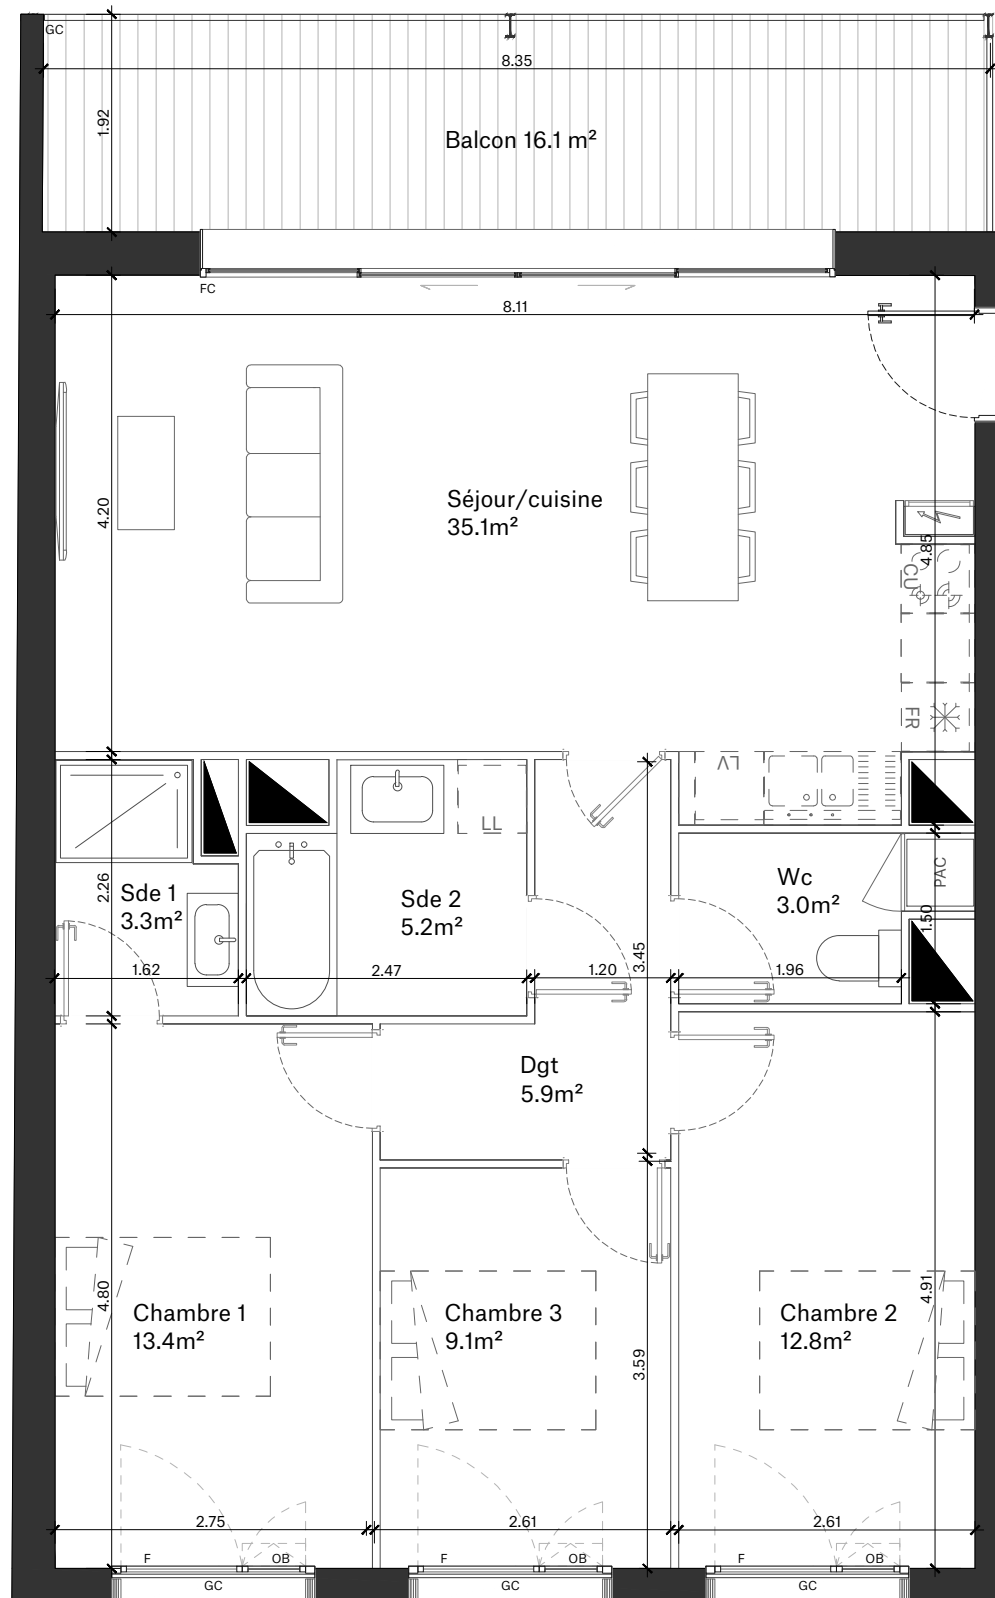 GC
8.35
1.92
Balcon 16.1 m²
FC
8.11
4.20
Séjour/cuisine
35.1m²
4.85
CU
FR
LV
LL
PAC
2.26
Sde 1
3.3m²
Sde 2
5.2m²
Wc
3.0m²
1.50
3.45
1.62
2.47
1.20
1.96
Dgt
5.9m²
4.80
Chambre 1
13.4m²
Chambre 3
9.1m²
3.59
Chambre 2
12.8m²
4.91
2.75
2.61
2.61
F
OB
F
OB
F
OB
GC
GC
GC